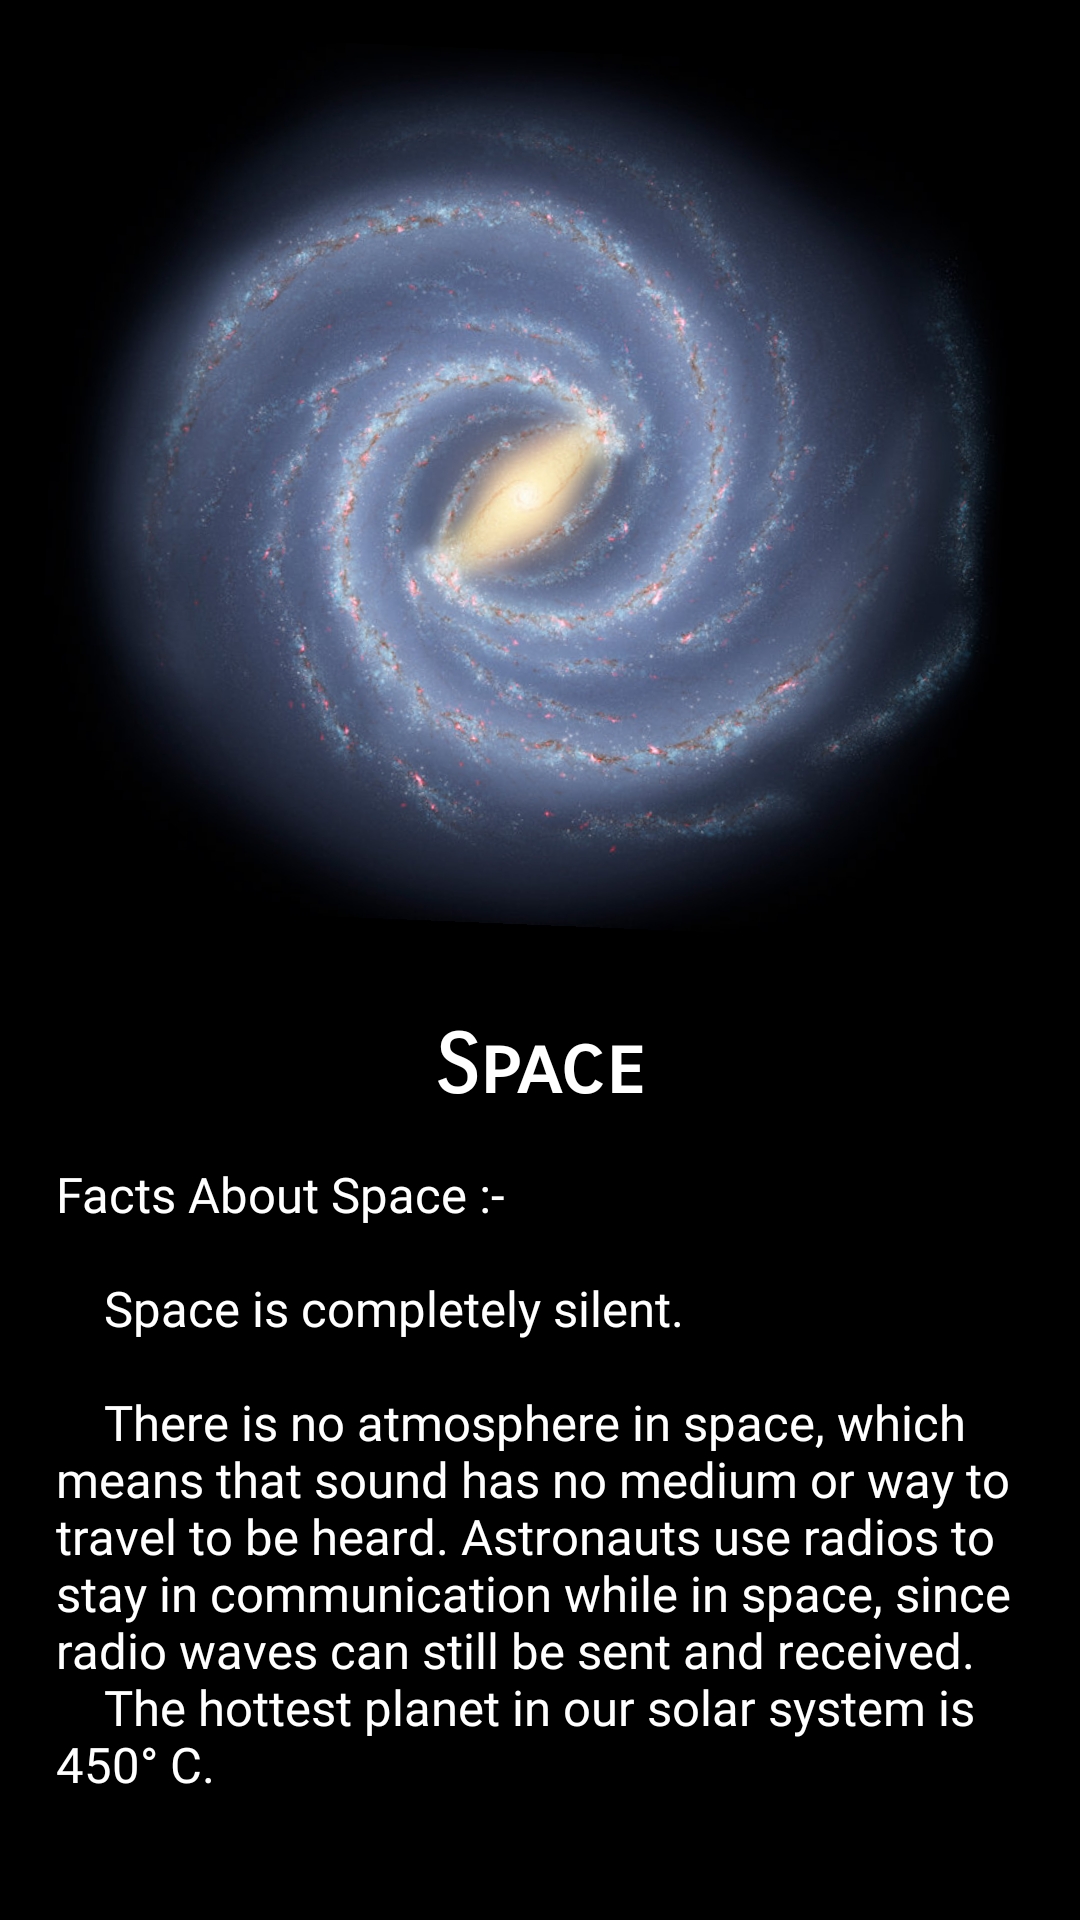 Space
Facts About Space :-
Space is completely silent.
There is no atmosphere in space, which
means that sound has no medium or way to
travel to be heard. Astronauts use radios to
stay in communication while in space, since
radio waves can still be sent and received.
The hottest planet in our solar system is
450° C.